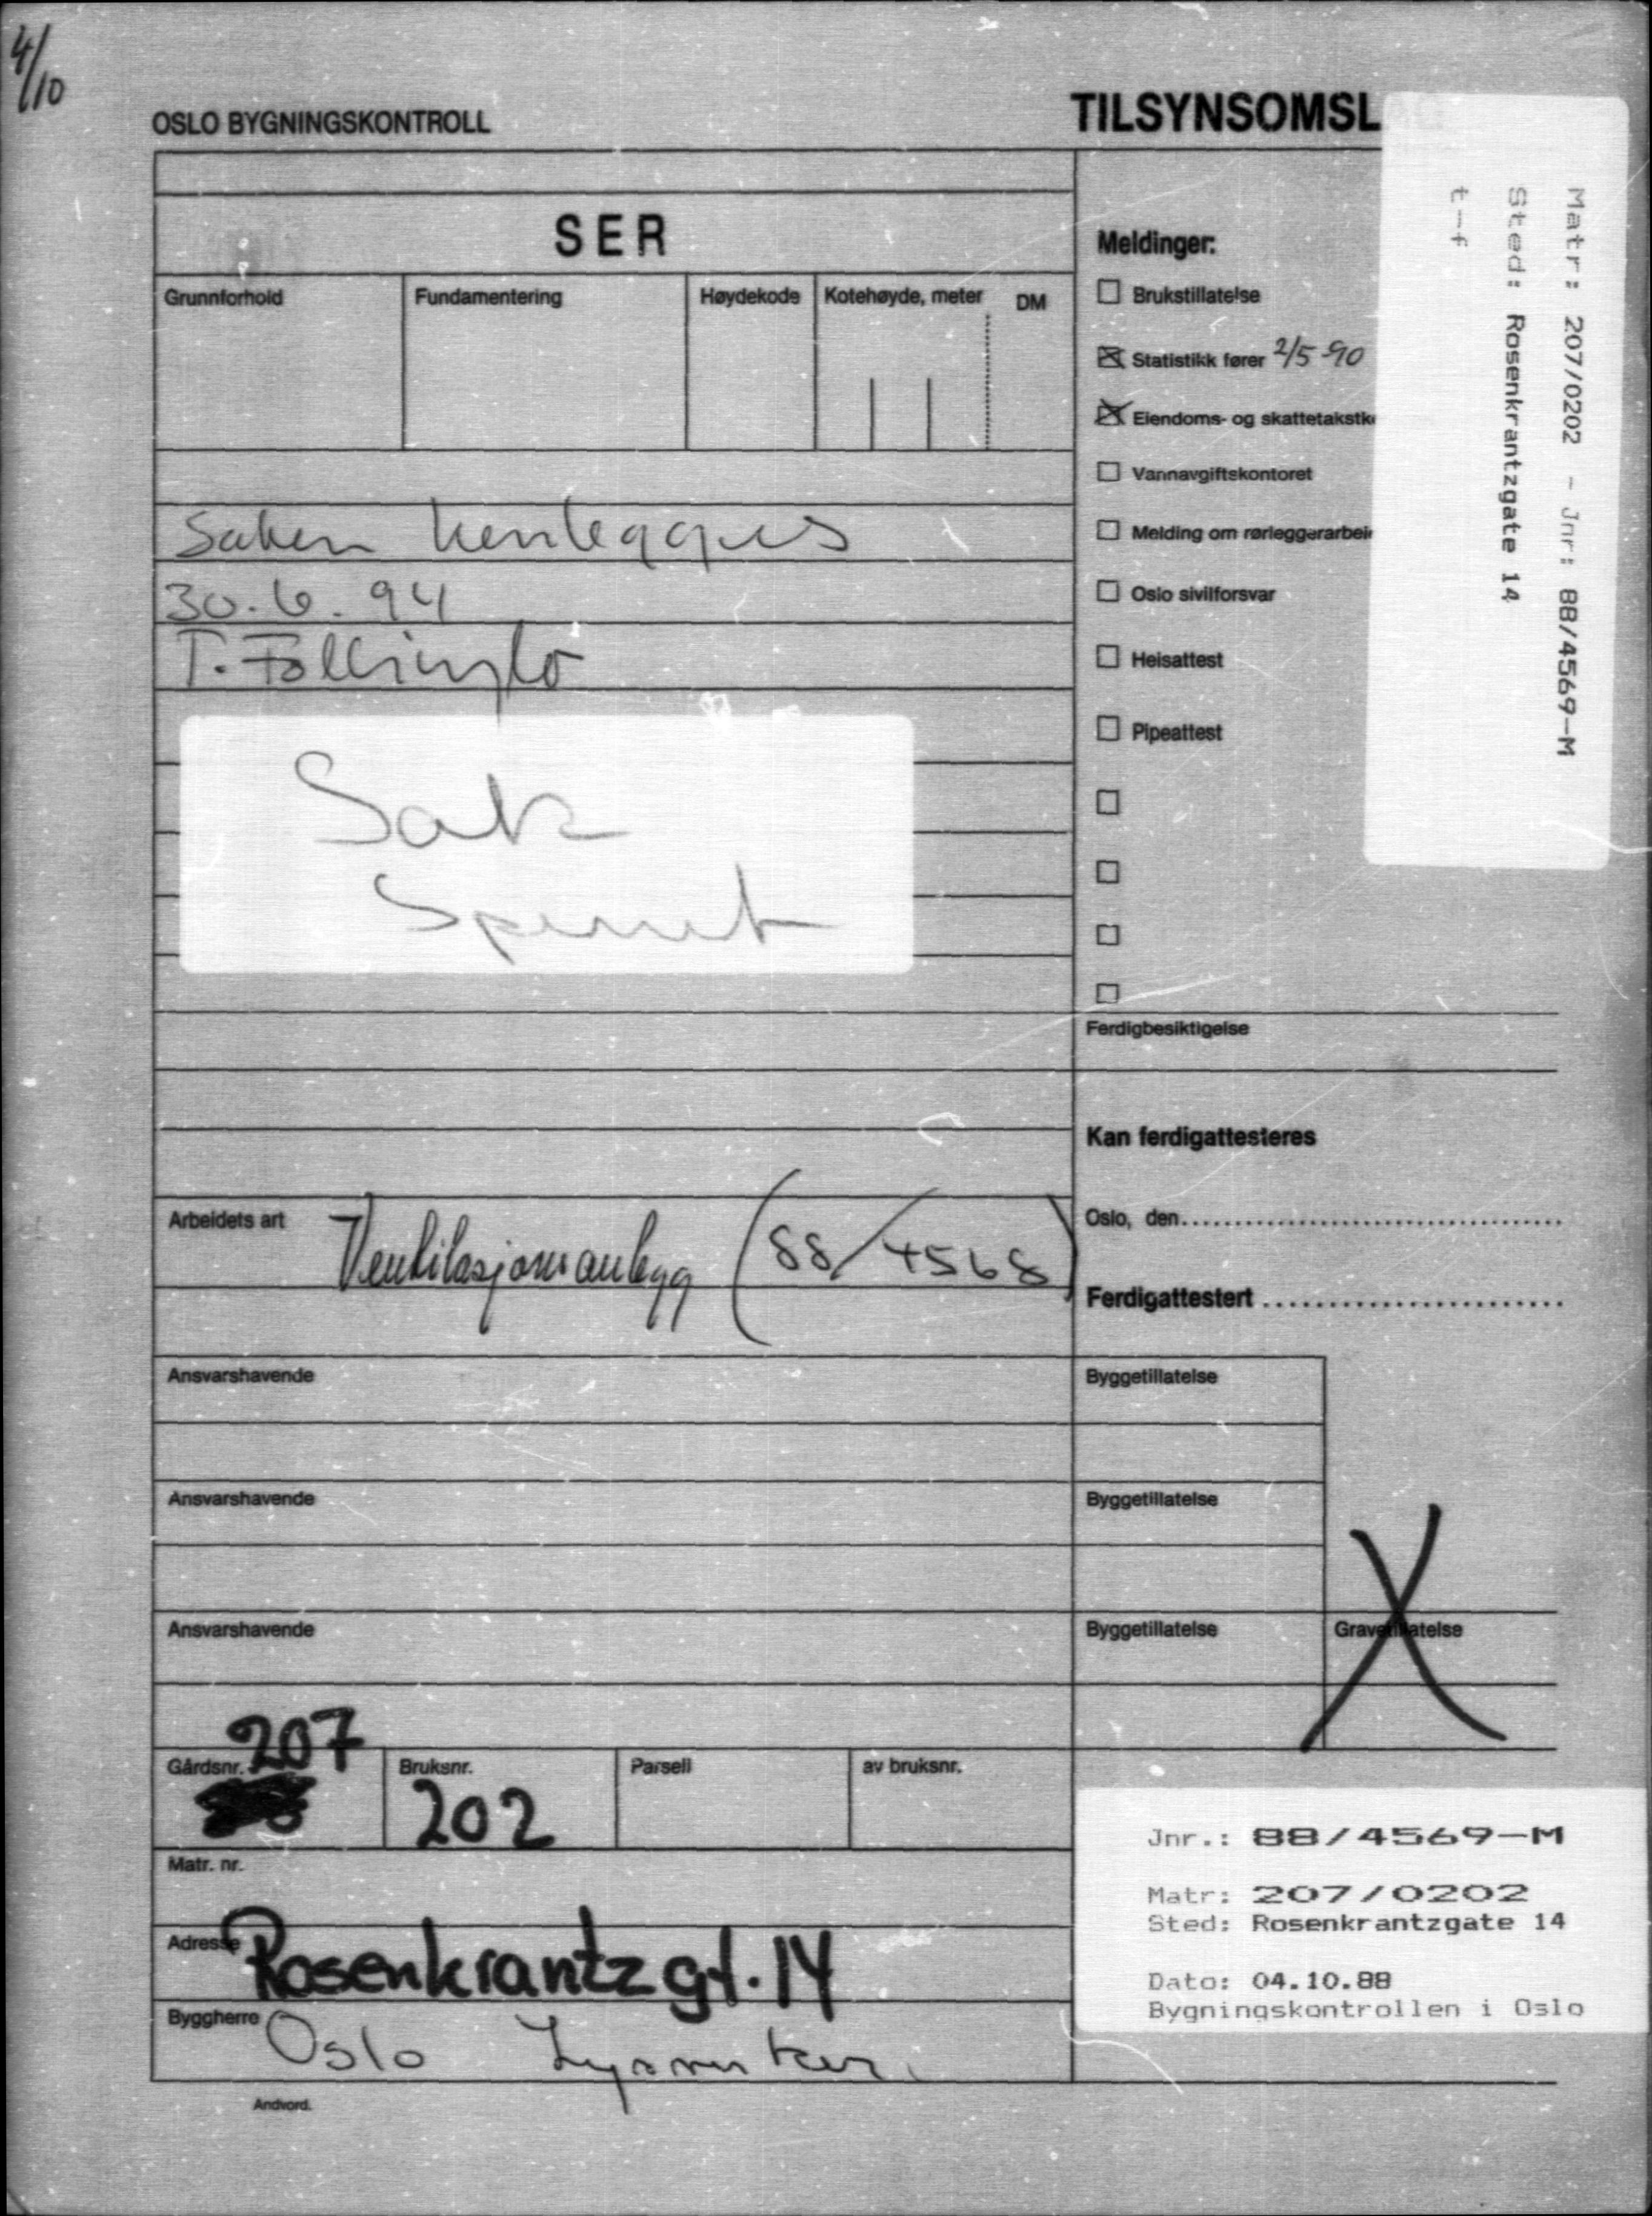 4/10
OSLO BYGNINGSKONTROLL
TILSYNSOMSL
SER
Grunnforhold
Fundamentering
Høydekode
Kotehøyde, meter
DM
Saken henlegges
30.6.94
T.
Sak
Sperret
Arbeidets art
Ventilasjonsanlegg (88/4568)
Ansvarshavende
Ansvarshavende
Ansvarshavende
Gårdsnr. 207
Bruksnr. 202
Parsell
av bruksnr.
Matr. nr.
Adresse Rosenkrantzgt. 14
Byggherre Oslo
Andvord.
Meldinger:
Brukstillatelse
Statistikk fører 2/5-90
Eiendoms- og skattetakstk
Vannavgiftskontoret
Melding om rørleggerarbei
Oslo sivilforsvar
Heisattest
Pipeattest
Ferdigbesiktigelse
Kan ferdigattesteres
Oslo, den
Ferdigattestert
Byggetillatelse
Byggetillatelse
Byggetillatelse
Gravetillatelse
X
Jnr.: 88/4569-M
Matr: 207/0202
Sted: Rosenkrantzgate 14
Dato: 04.10.88
Bygningskontrollen i Oslo
Matr: 207/0202 - Jnr: 88/4569-M
Sted: Rosenkrantzgate 14
t-f